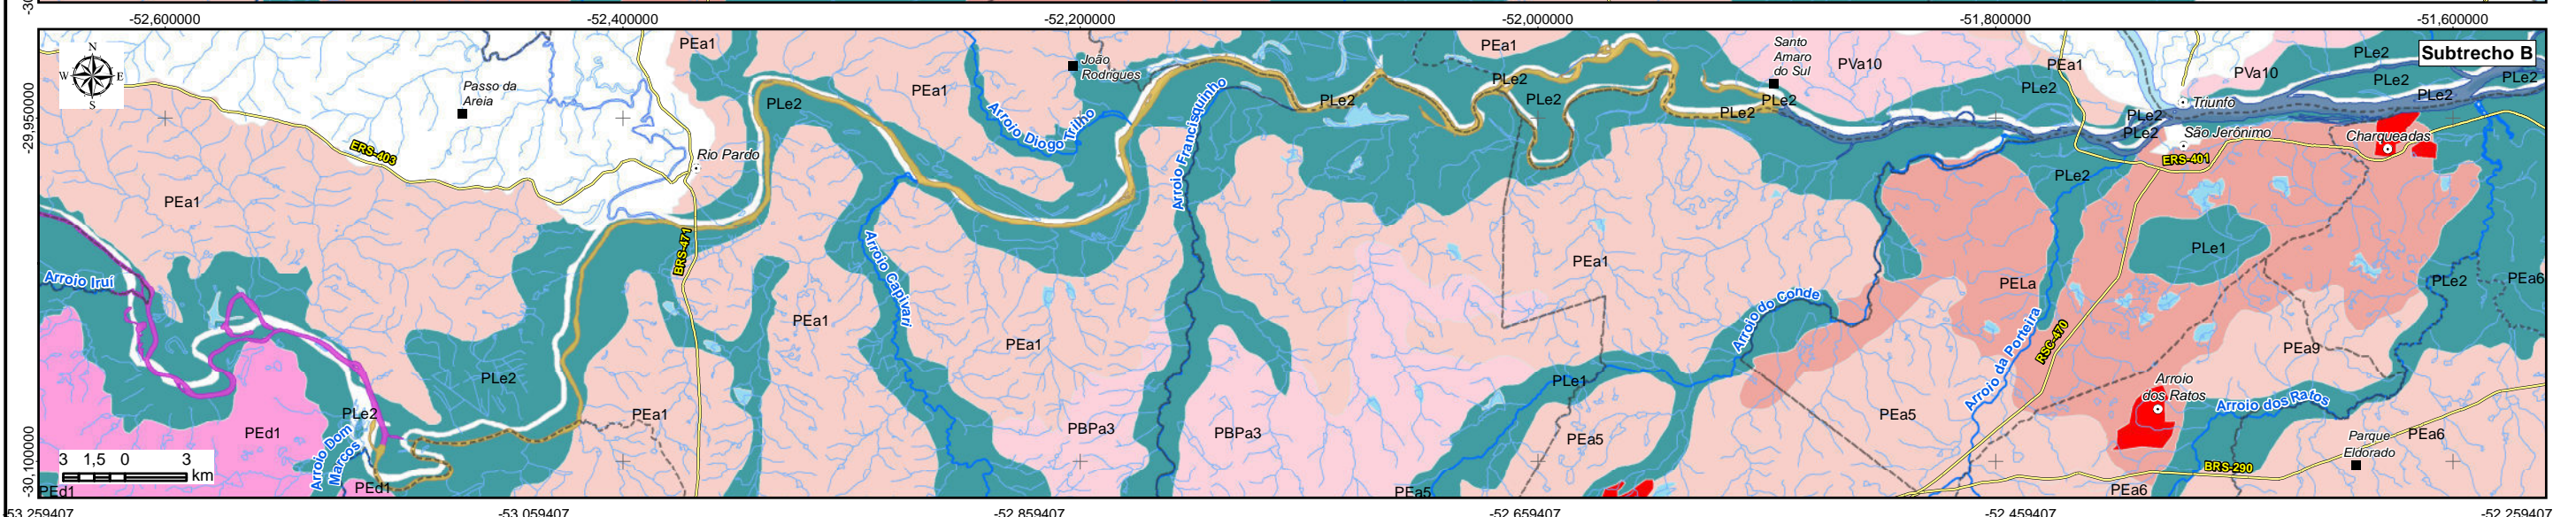 -52,600000 -52,400000 -52,200000 -52,000000 -51,800000 -51,600000
Subtrecho B
N
W E
S
-29,950000
-30,100000
Passo da
Areia
ERS-403
Rio Pardo
PEa1
PEa1
João
Rodrigues
PEa1
PLe2
Arroio Diogo Trilho
Arroio Francisquinho
PEa1
PLe2
PLe2
PLe2
Santo
Amaro
do Sul
PVa10
PLe2
PLe2
PEa1
PLe2
PVa10
PLe2
PLe2
PLe2
PLe2
Triunfo
PLe2
PLe2
São Jerônimo
Charqueadas
ERS-401
PLe2
BRS-471
Arroio Iruí
Arroio Capivari
PEa1
PEa1
PEa1
PLe1
PELa
PLe2
PEa6
Arroio do Conde
Arroio da Porteira
RSC-470
PEa9
PLe2
PLe2
PEa1
PEd1
Arroio Dom
Marcos
PEd1
PEd1
PBPa3
PBPa3
PLe1
PEa5
PEa5
PEa5
Arroio
dos Ratos
Arroio dos Ratos
Parque
Eldorado
PEa6
BRS-290
PEa6
3 1,5 0 3
km
-53,259407 -53,059407 -52,859407 -52,659407 -52,459407 -52,259407